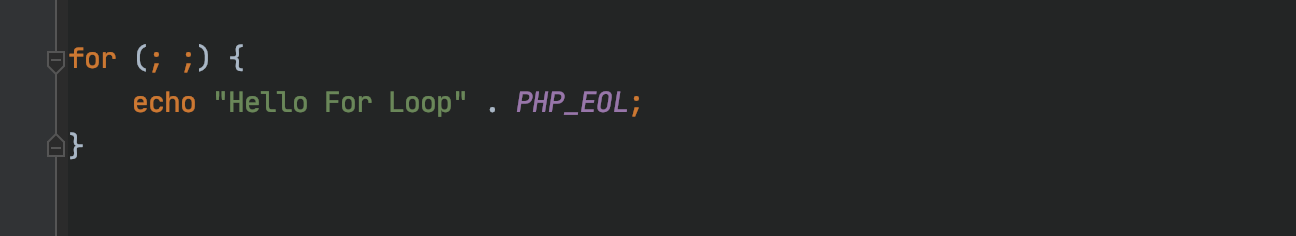 for (; ;) {
    echo "Hello For Loop" . PHP_EOL;
}